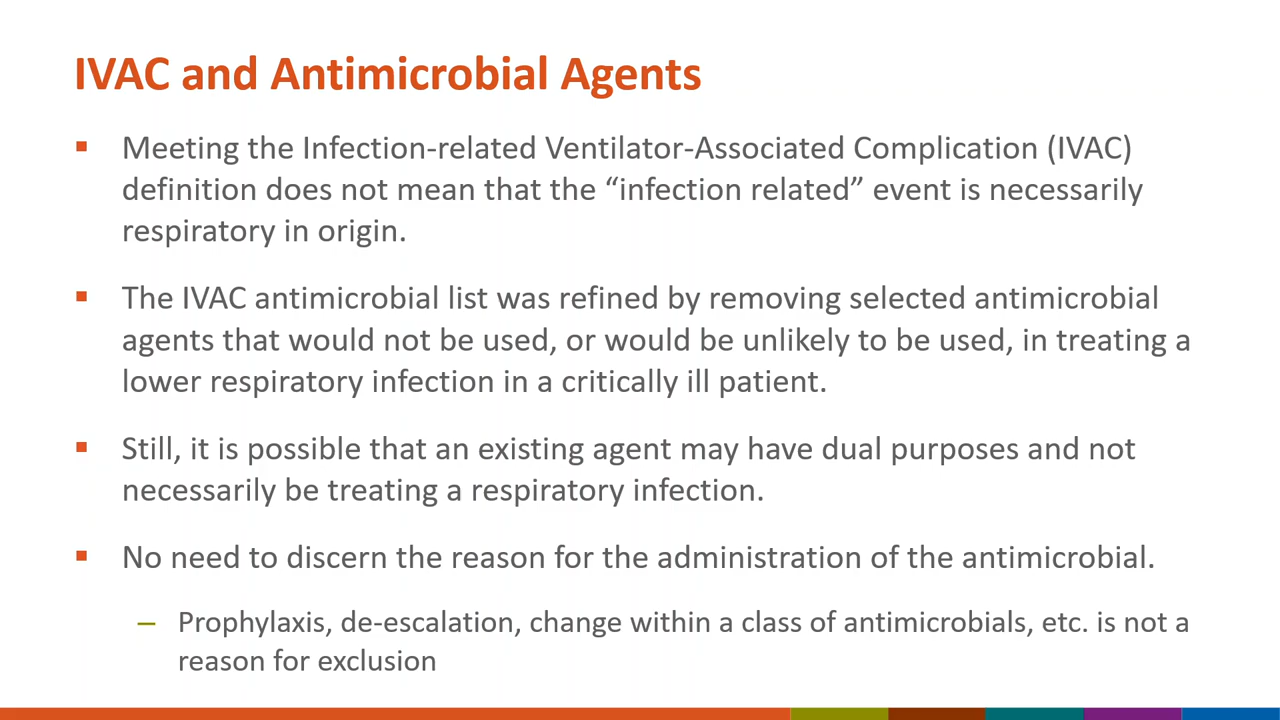 IVAC and Antimicrobial Agents
▪ Meeting the Infection-related Ventilator-Associated Complication (IVAC)
definition does not mean that the “infection related” event is necessarily
respiratory in origin.
▪ The IVAC antimicrobial list was refined by removing selected antimicrobial
agents that would not be used, or would be unlikely to be used, in treating a
lower respiratory infection in a critically ill patient.
▪ Still, it is possible that an existing agent may have dual purposes and not
necessarily be treating a respiratory infection.
▪ No need to discern the reason for the administration of the antimicrobial.
– Prophylaxis, de-escalation, change within a class of antimicrobials, etc. is not a
reason for exclusion